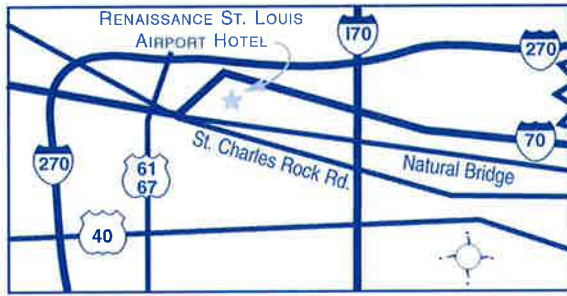 RENAISSANCE ST. LOUIS
AIRPORT HOTEL
170
270
270
61
67
St. Charles Rock Rd.
Natural Bridge
70
40